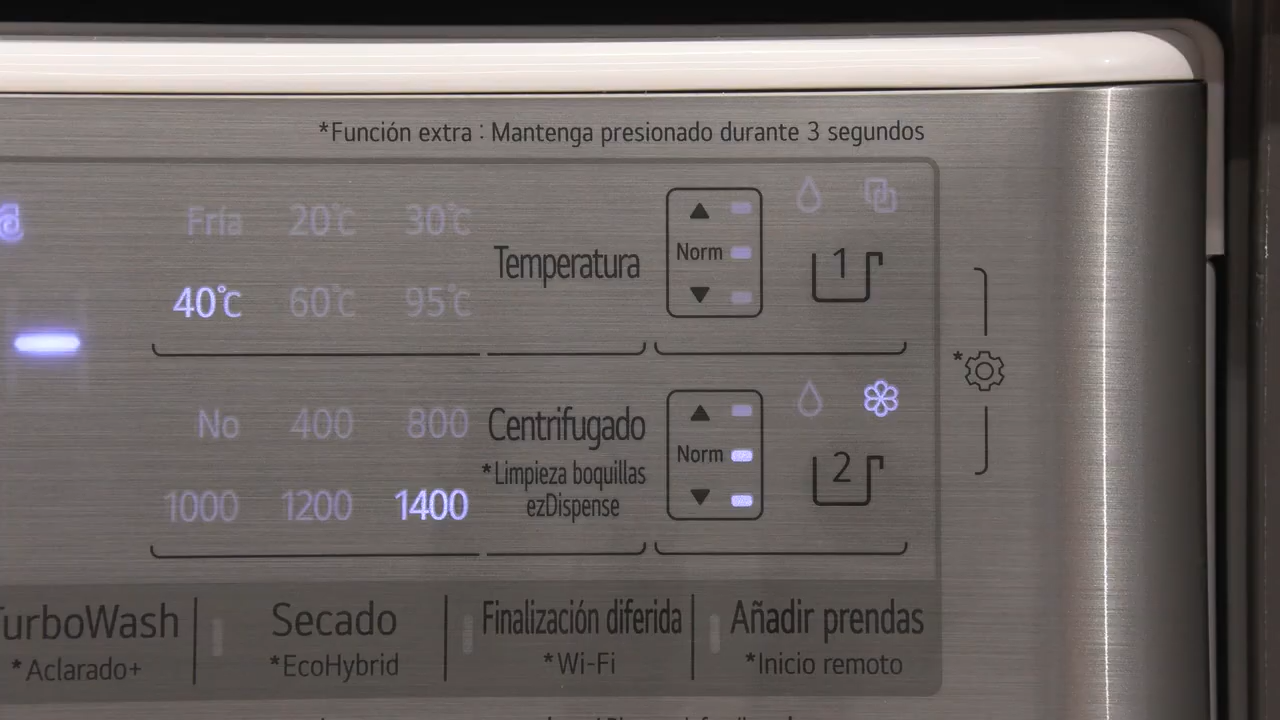 *Función extra : Mantenga presionado durante 3 segundos
Fría 20°C 30°C
40°C 60°C 95°C
Temperatura
Norm
1
No 400 800
1000 1200 1400
Centrifugado
*Limpieza boquillas
ezDispense
Norm
2
*
TurboWash
*Aclarado+
Secado
*EcoHybrid
Finalización diferida
*Wi-Fi
Añadir prendas
*Inicio remoto